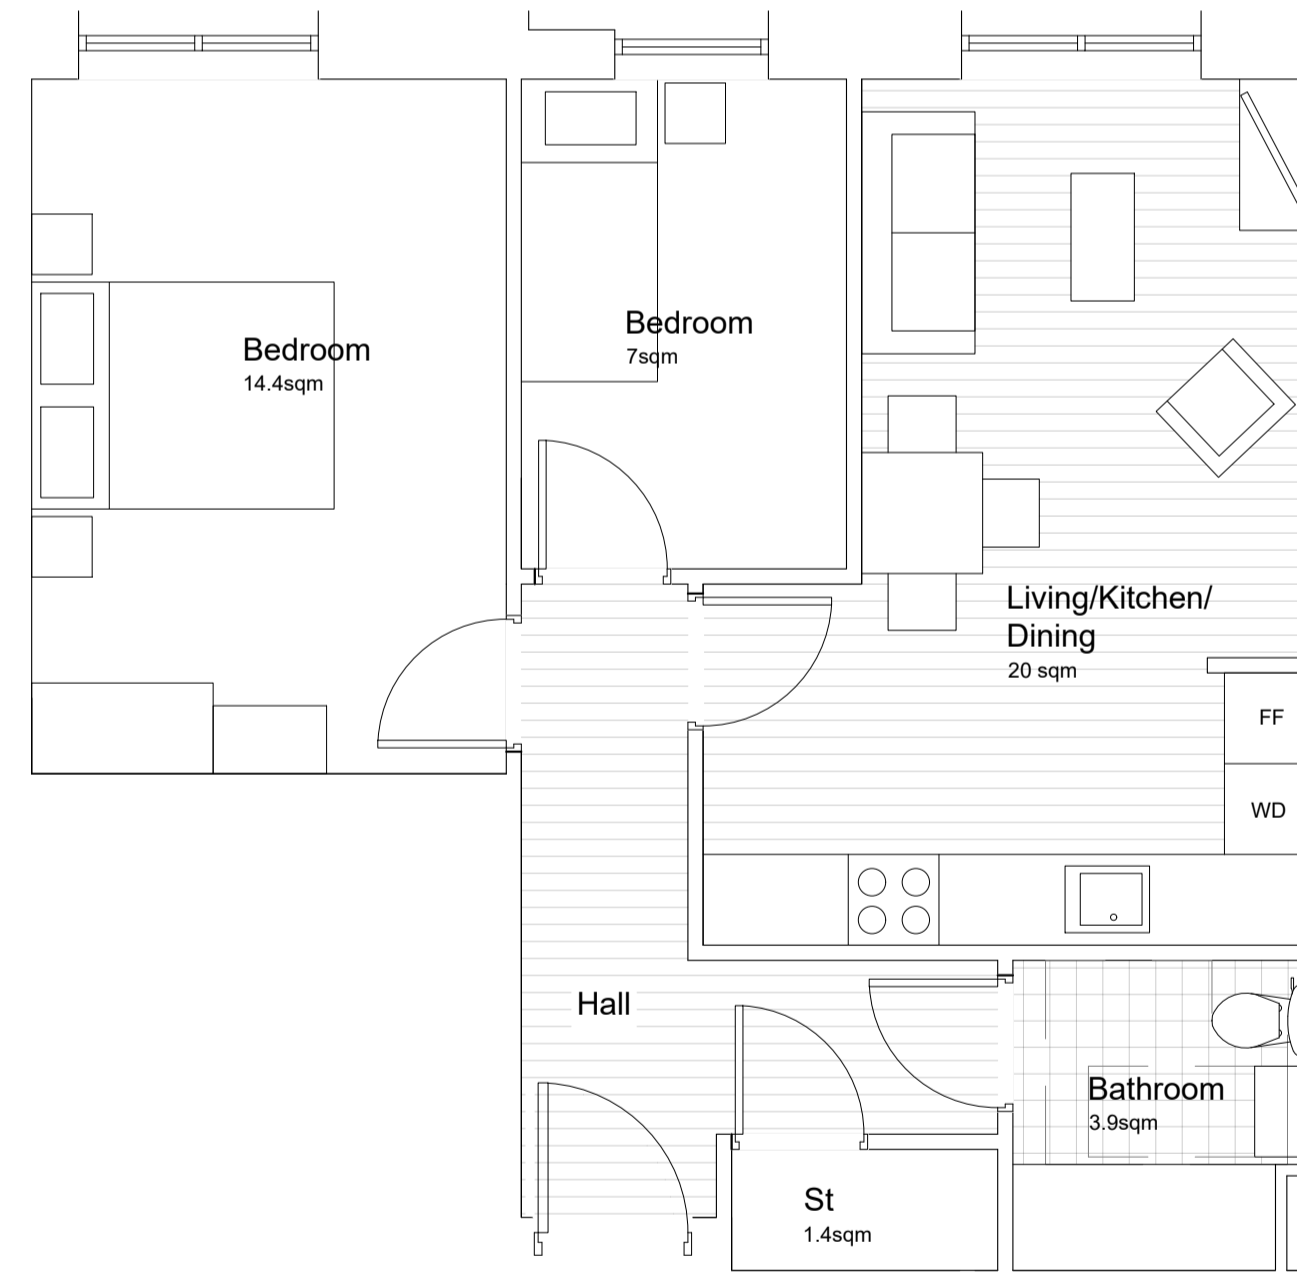 Bedroom
14.4sqm
Bedroom
7sqm
Living/Kitchen/
Dining
20 sqm
FF
WD
Hall
Bathroom
3.9sqm
St
1.4sqm